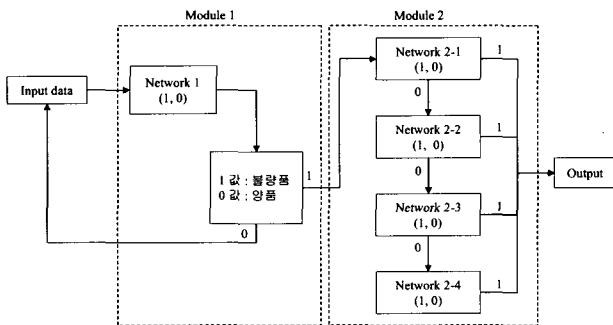 Module 1
Module 2
Input data
Network 1
(1, 0)
1 값 : 불량품
0 값 : 양품
1
0
Network 2-1
(1, 0)
1
0
Network 2-2
(1, 0)
1
0
Network 2-3
(1, 0)
1
0
Network 2-4
(1, 0)
1
Output